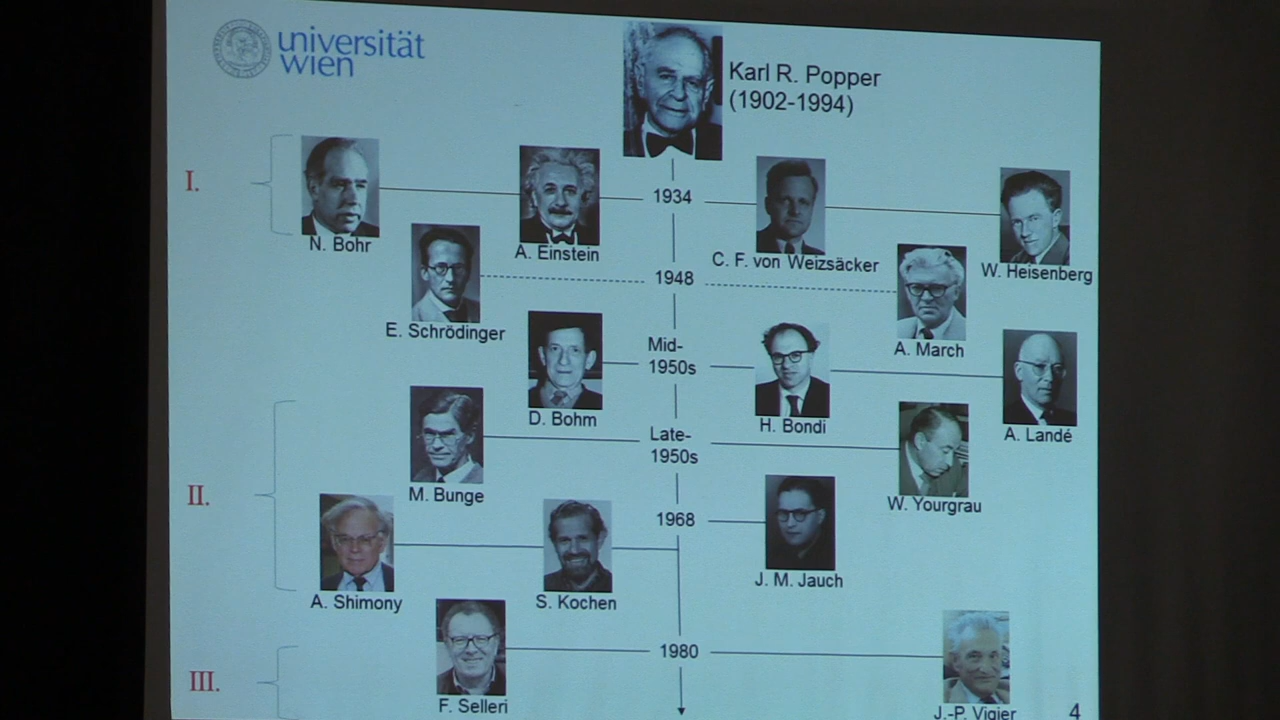 universität
wien
Karl R. Popper
(1902-1994)
I.
1934
N. Bohr
A. Einstein
C. F. von Weizsäcker
W. Heisenberg
1948
E. Schrödinger
A. March
Mid-
1950s
D. Bohm
H. Bondi
A. Landé
Late-
1950s
M. Bunge
W. Yourgrau
II.
1968
J. M. Jauch
A. Shimony
S. Kochen
1980
III.
F. Selleri
J.-P. Vigier
4